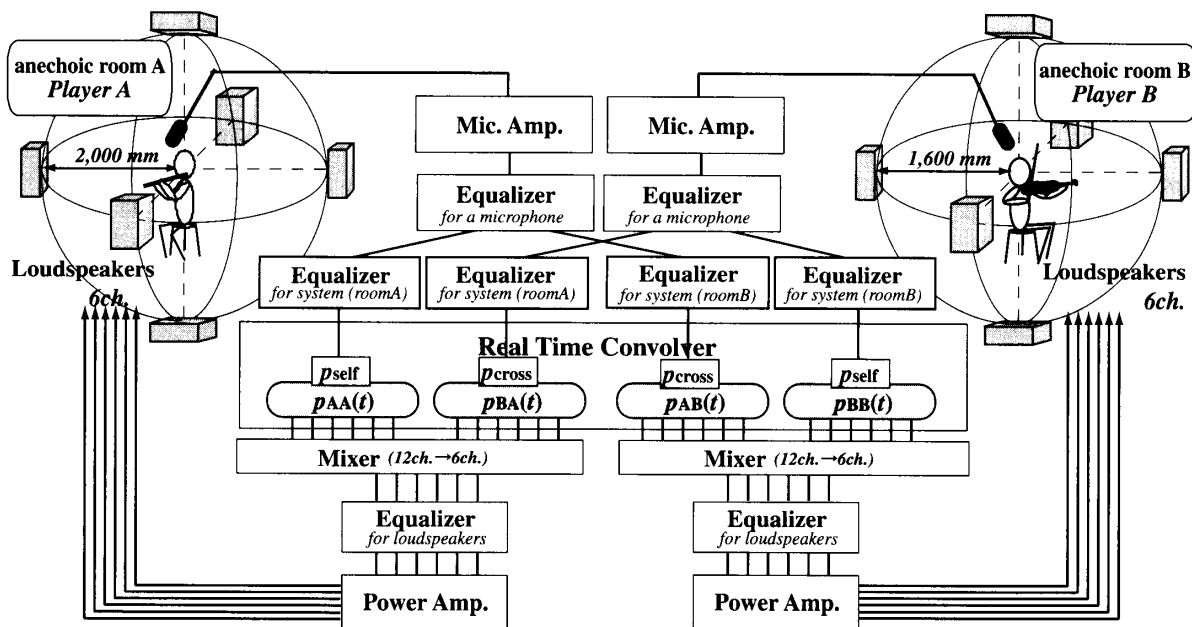 anechoic room A
Player A
anechoic room B
Player B
Mic. Amp.
Mic. Amp.
2,000 mm
1,600 mm
Equalizer
for a microphone
Equalizer
for a microphone
Loudspeakers
6ch.
Loudspeakers
6ch.
Equalizer
for system (roomA)
Equalizer
for system (roomA)
Equalizer
for system (roomB)
Equalizer
for system (roomB)
Real Time Convolver
pself
pcross
pcross
pself
pAA(t)
pBA(t)
pAB(t)
pBB(t)
Mixer (12ch.→6ch.)
Mixer (12ch.→6ch.)
Equalizer
for loudspeakers
Equalizer
for loudspeakers
Power Amp.
Power Amp.